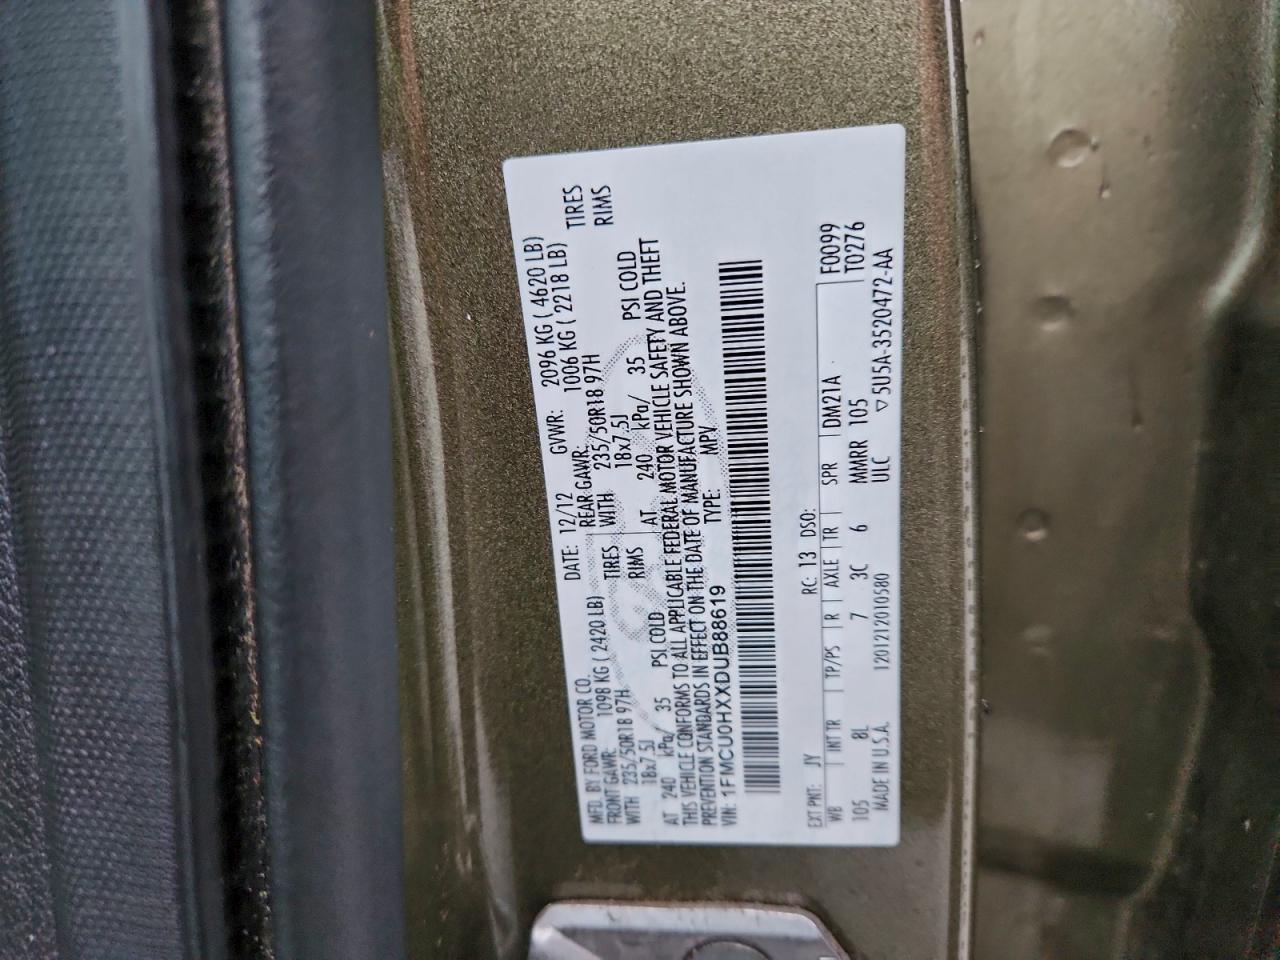 MFD. BY FORD MOTOR CO. DATE: 12/12 GVWR: 2096 KG ( 4620 LB)
FRONT GAWR: 1098 KG ( 2420 LB) REAR GAWR: 1006 KG ( 2218 LB)
WITH 235/50R18 97H TIRES WITH 235/50R18 97H TIRES
18x7.5J RIMS 18x7.5J RIMS
AT 240 kPa/ 35 PSI COLD AT 240 kPa/ 35 PSI COLD
THIS VEHICLE CONFORMS TO ALL APPLICABLE FEDERAL MOTOR VEHICLE SAFETY AND THEFT
PREVENTION STANDARDS IN EFFECT ON THE DATE OF MANUFACTURE SHOWN ABOVE.
VIN: 1FMCU0HXXDUB88619 TYPE: MPV
EXT PNT: JY RC: 13 DSO: F0099
WB INT TR TP/PS R AXLE TR SPR DM21A T0276
105 8L 7 3C 6 MMRR 105
MADE IN U.S.A. 1201212010580 ULC ▽5U5A-3520472-AA